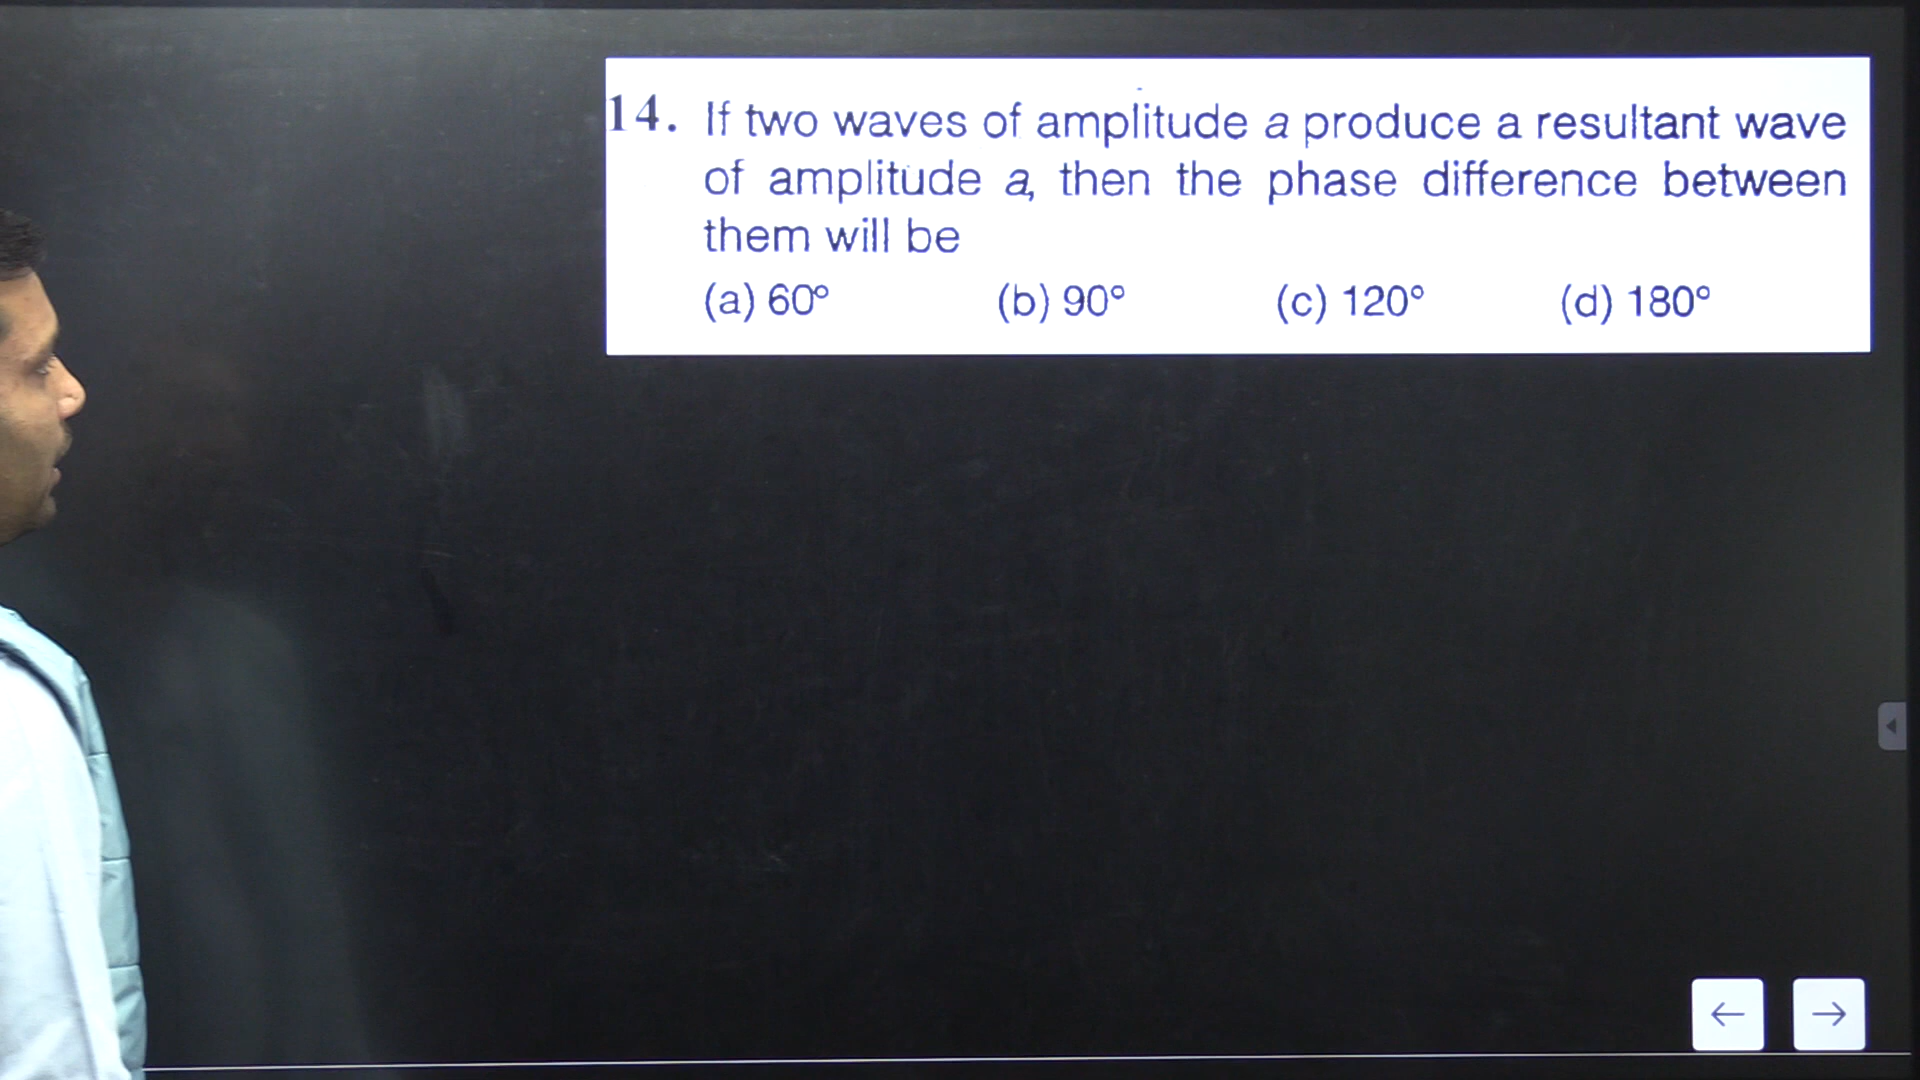 14. If two waves of amplitude a produce a resultant wave
of amplitude a, then the phase difference between
them will be
(a) 60° (b) 90° (c) 120° (d) 180°